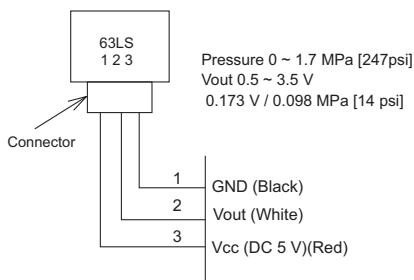 63LS
1 2 3
Pressure 0 ~ 1.7 MPa [247psi]
Vout 0.5 ~ 3.5 V
0.173 V / 0.098 MPa [14 psi]
Connector
1
GND (Black)
2
Vout (White)
3
Vcc (DC 5 V)(Red)